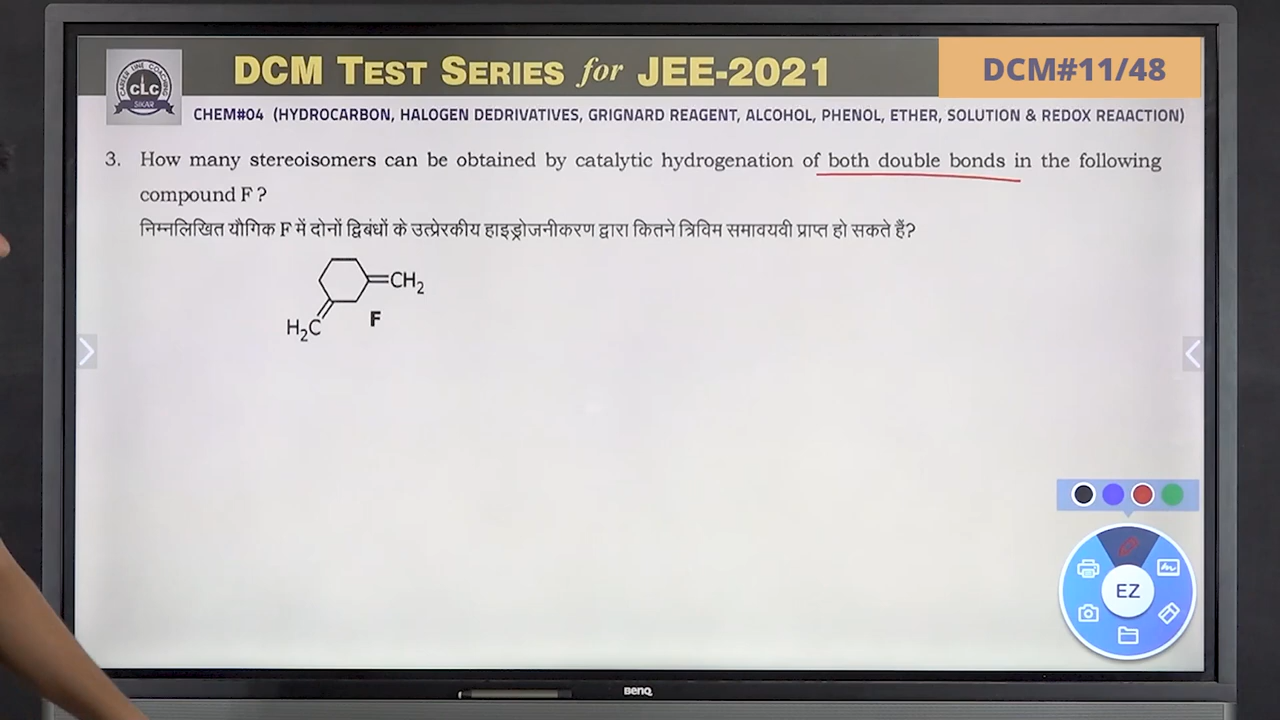 DCM TEST SERIES for JEE-2021
DCM#11/48
CAREER LINE COACHING
CLC
SIKAR
CHEM#04 (HYDROCARBON, HALOGEN DEDRIVATIVES, GRIGNARD REAGENT, ALCOHOL, PHENOL, ETHER, SOLUTION & REDOX REAACTION)
3. How many stereoisomers can be obtained by catalytic hydrogenation of both double bonds in the following
compound F ?
निम्नलिखित यौगिक F में दोनों द्विबंधों के उत्प्रेरकीय हाइड्रोजनीकरण द्वारा कितने त्रिविम समावयवी प्राप्त हो सकते हैं?
CH₂
H₂C
F
EZ
BenQ